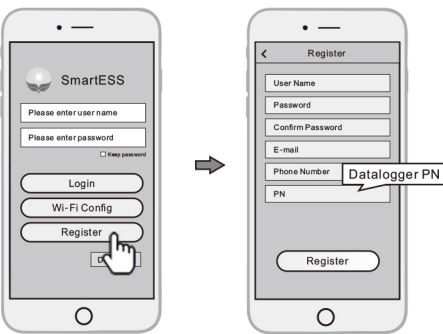 SmartESS
Please enter user name
Please enter password
Keep password
Login
Wi-Fi Config
Register
Register
User Name
Password
Confirm Password
E-mail
Phone Number
Datalogger PN
PN
Register